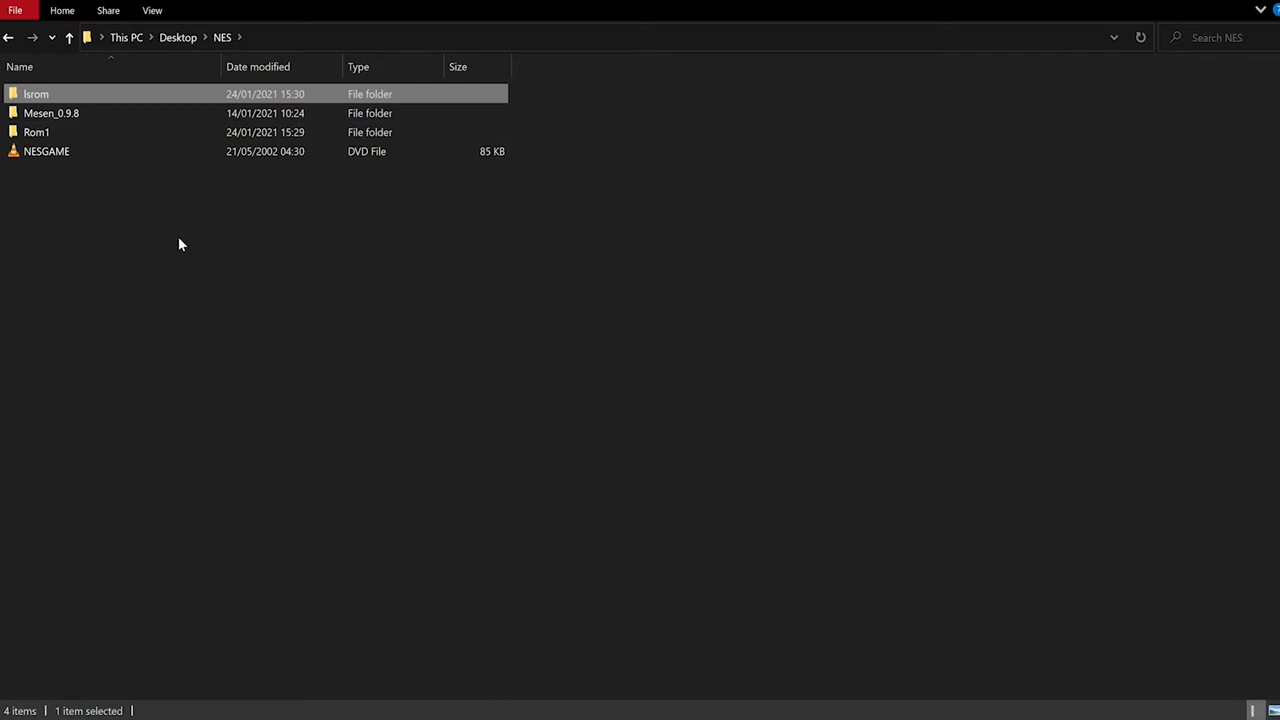 File Home Share View
This PC Desktop NES Search NES
Name Date modified Type Size
lsrom 24/01/2021 15:30 File folder
Mesen_0.9.8 14/01/2021 10:24 File folder
Rom1 24/01/2021 15:29 File folder
NESGAME 21/05/2002 04:30 DVD File 85 KB
4 items 1 item selected